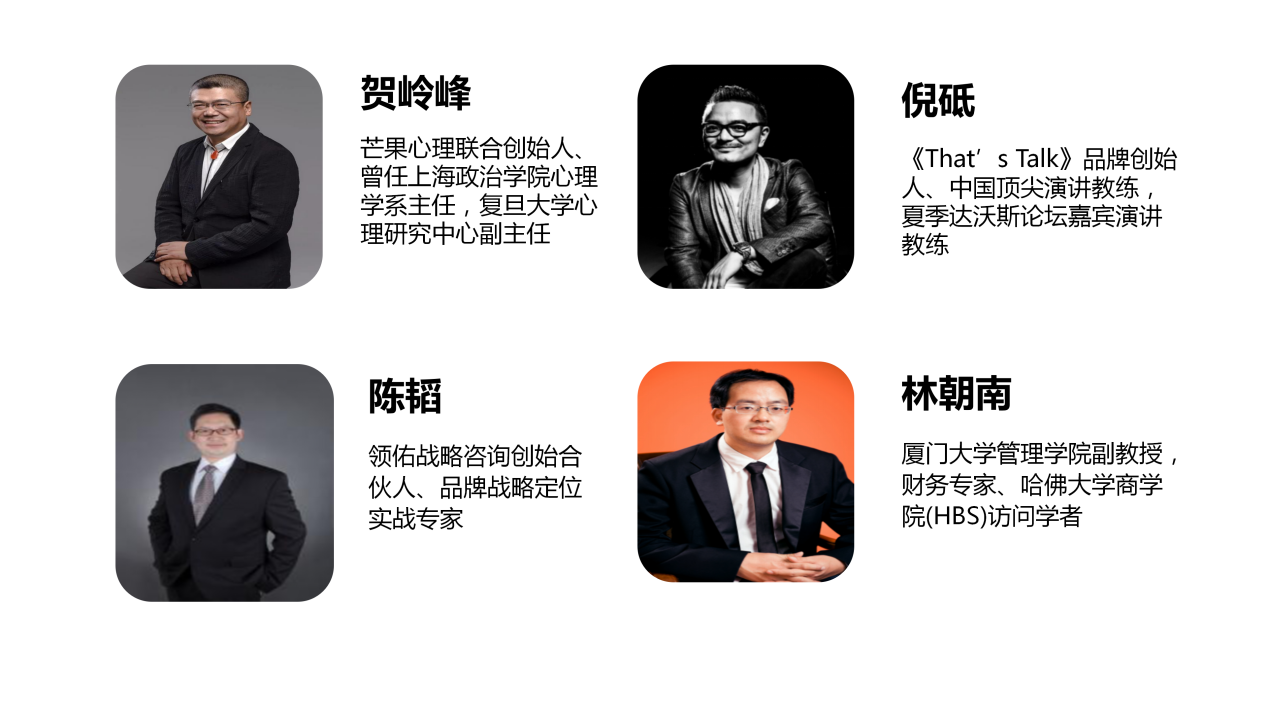 贺岭峰
芒果心理联合创始人、
曾任上海政治学院心理
学系主任，复旦大学心
理研究中心副主任
倪砥
《That’s Talk》品牌创始
人、中国顶尖演讲教练，
夏季达沃斯论坛嘉宾演讲
教练
陈韬
领佑战略咨询创始合
伙人、品牌战略定位
实战专家
林朝南
厦门大学管理学院副教授，
财务专家、哈佛大学商学
院(HBS)访问学者